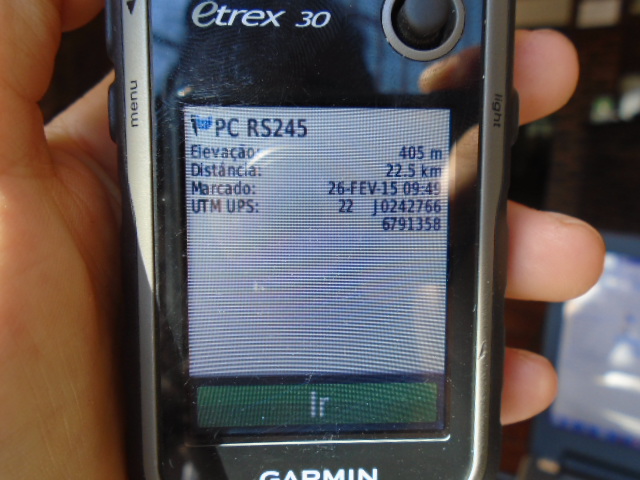 etrex 30
menu
light
PC RS245
Elevação: 405 m
Distância: 22.5 km
Marcado: 26-FEV-15 09:49
UTM UPS: 22 J 0242766
6791358
Ir
GARMIN